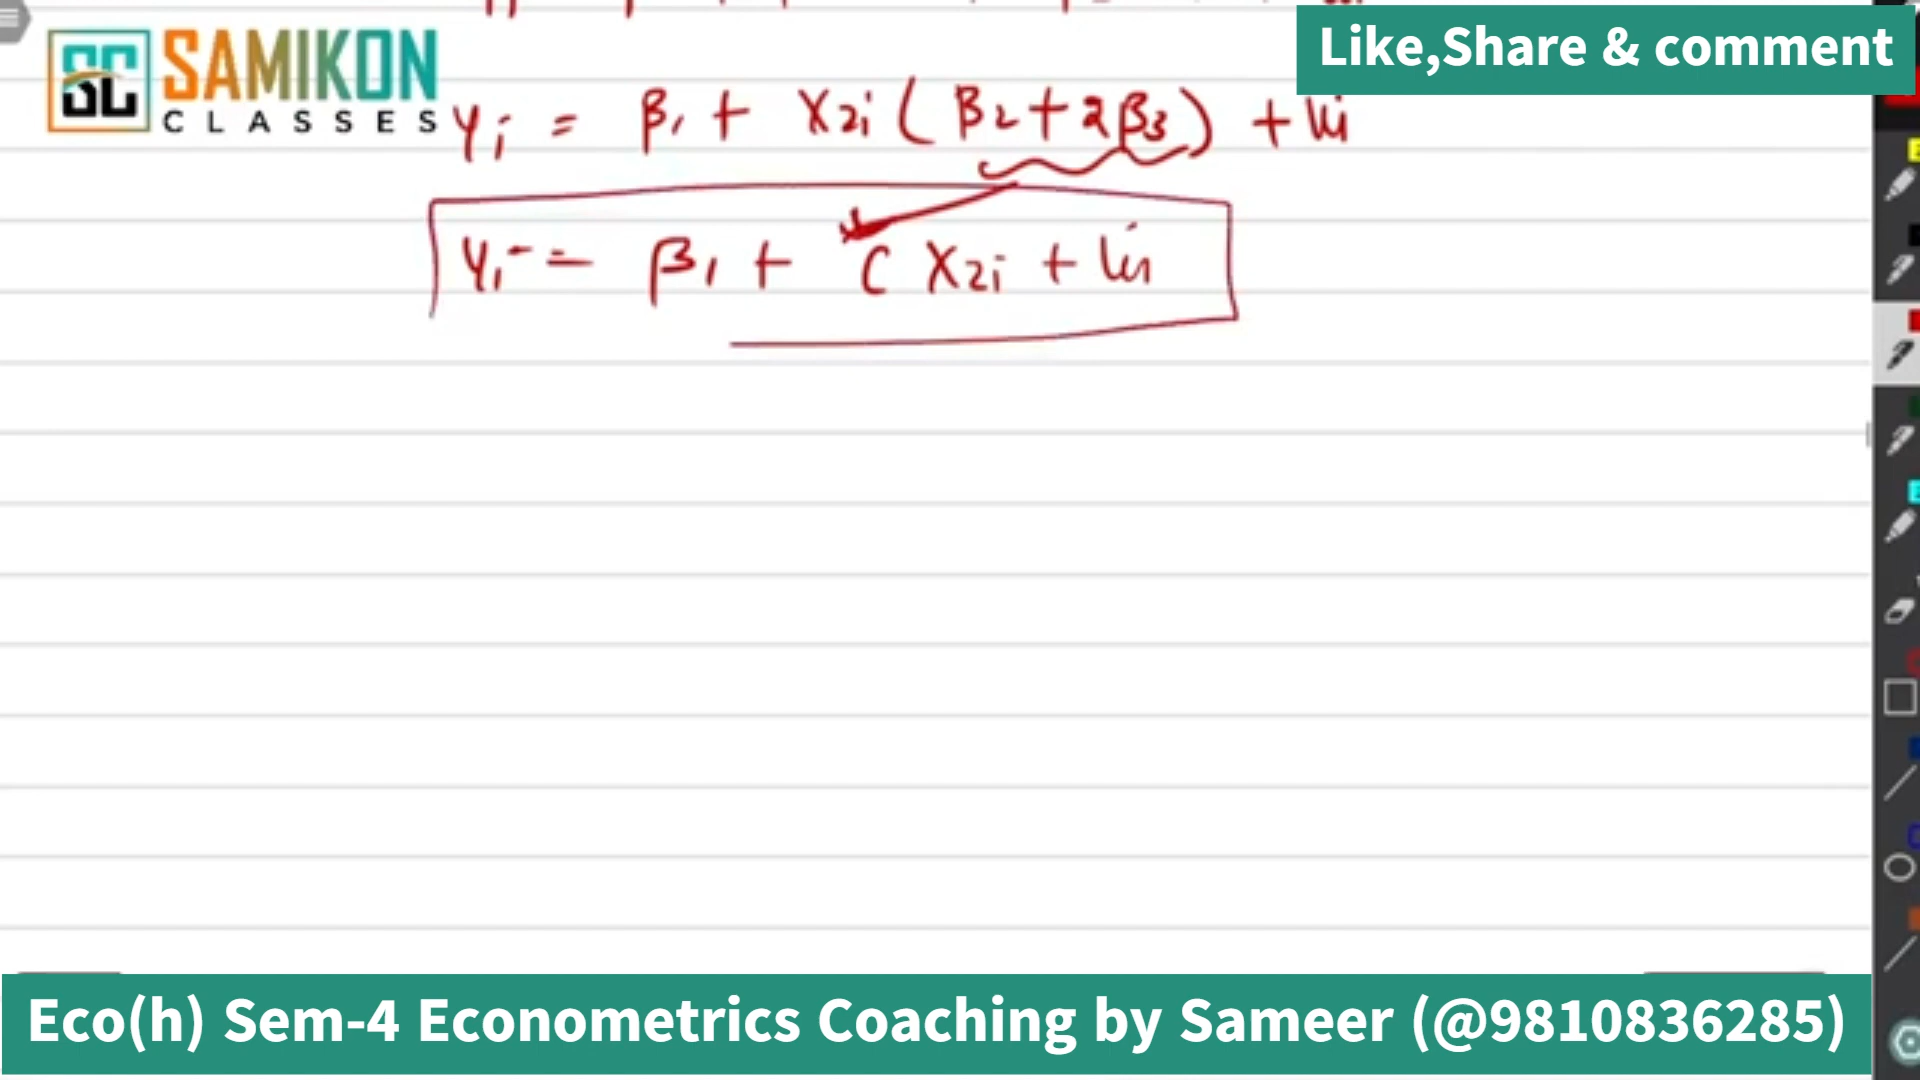 SAMIKON
CLASSES
Like,Share & comment
Yi = β1 + X2i (β2+2β3) + ui
Yi = β1 + C X2i + ui
Eco(h) Sem-4 Econometrics Coaching by Sameer (@9810836285)